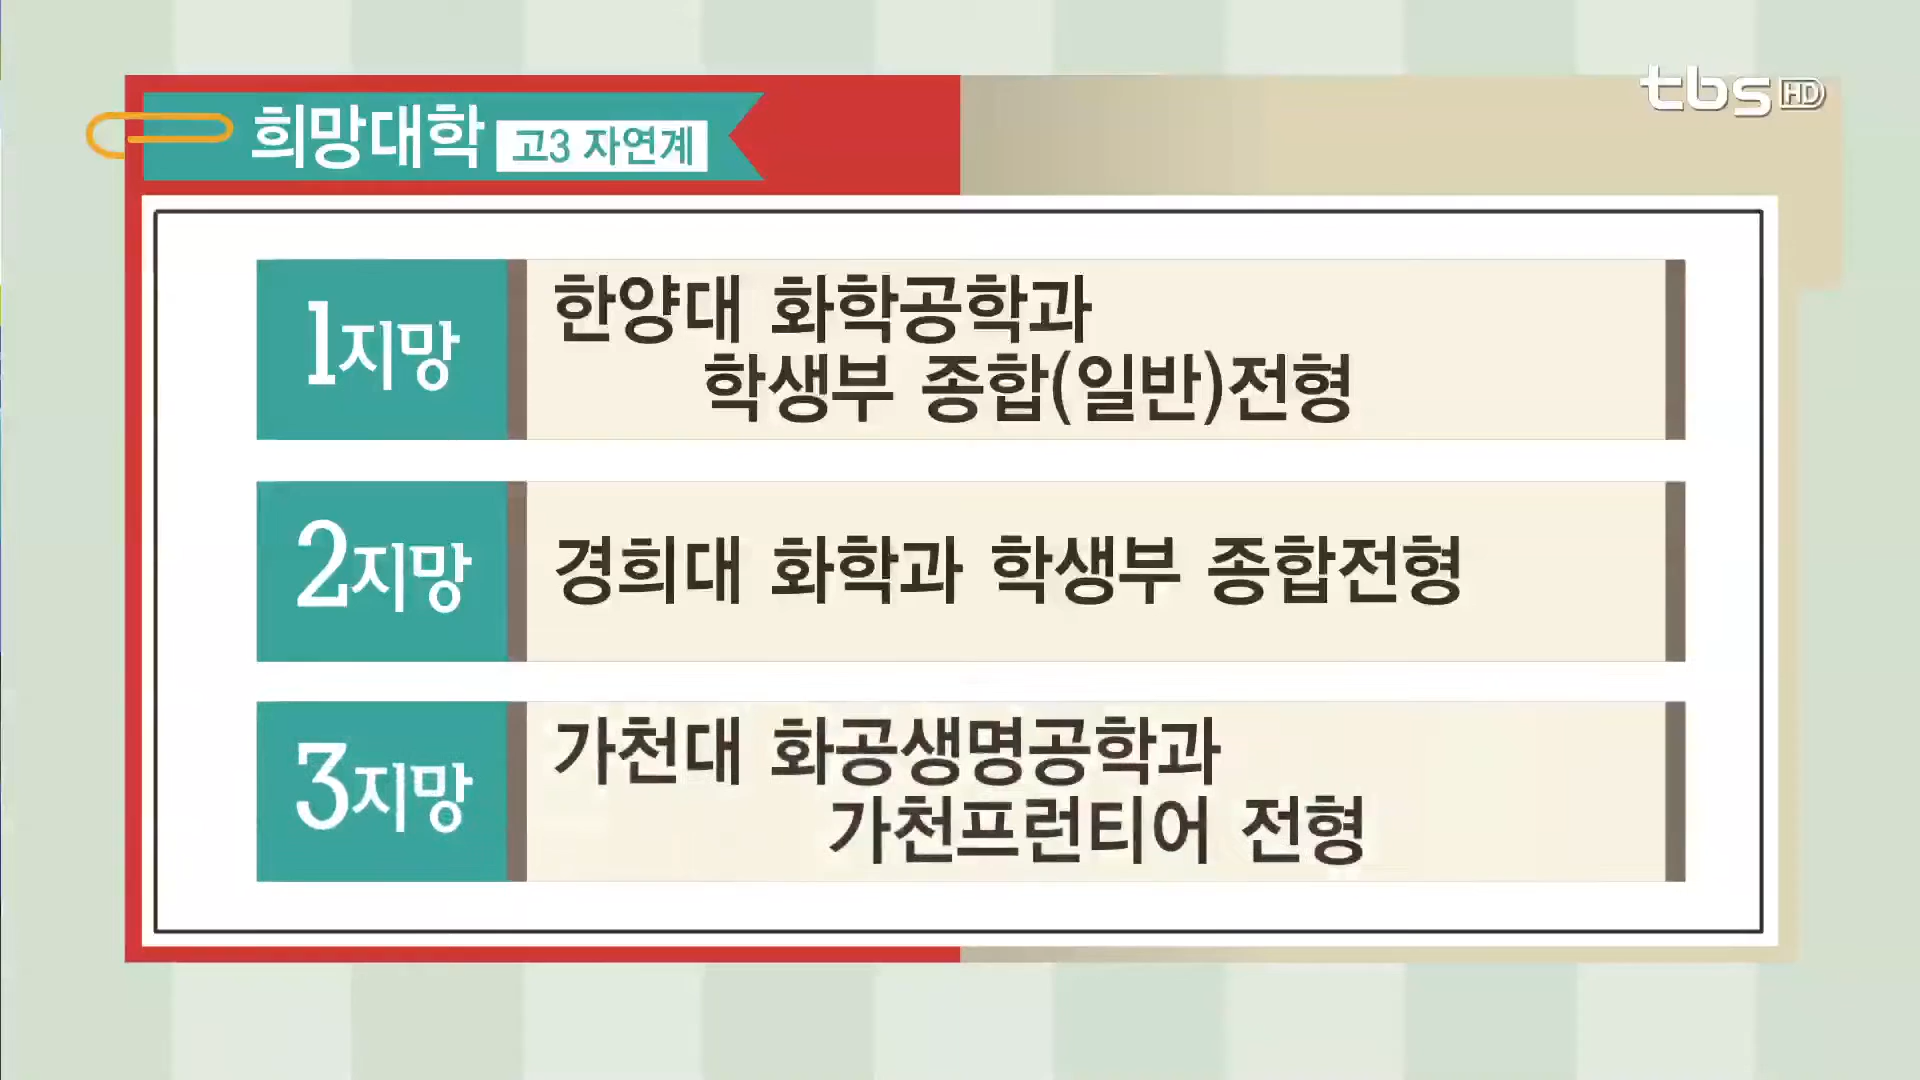 tbs HD
희망대학 고3 자연계
1지망
한양대 화학공학과
학생부 종합(일반)전형
2지망
경희대 화학과 학생부 종합전형
3지망
가천대 화공생명공학과
가천프런티어 전형